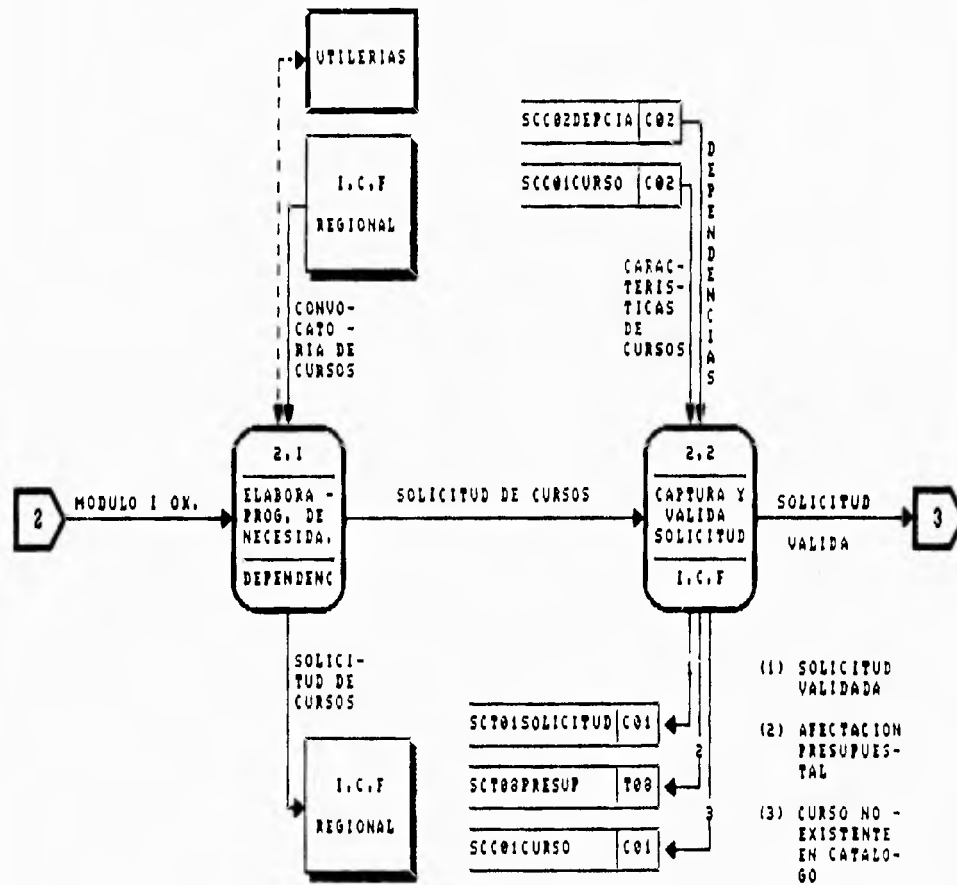 UTILERIAS
I.C.F
REGIONAL
CONVO-
CATO -
RIA DE
CURSOS
SCC02DEPCIA C02
SCC01CURSO C02
DEPENDENCIAS
CARAC-
TERIS-
TICAS
DE
CURSOS
2
MODULO I OK.
2.1
ELABORA -
PROG. DE
NECESIDA.
DEPENDENC
SOLICITUD DE CURSOS
2.2
CAPTURA Y
VALIDA
SOLICITUD
I.C.F
SOLICITUD
VALIDA
3
SOLICI-
TUD DE
CURSOS
I.C.F
REGIONAL
1
SCT01SOLICITUD C01
2
SCT08PRESUP T08
3
SCC01CURSO C01
(1) SOLICITUD
VALIDADA
(2) AFECTACION
PRESUPUES-
TAL
(3) CURSO NO -
EXISTENTE
EN CATALO-
GO